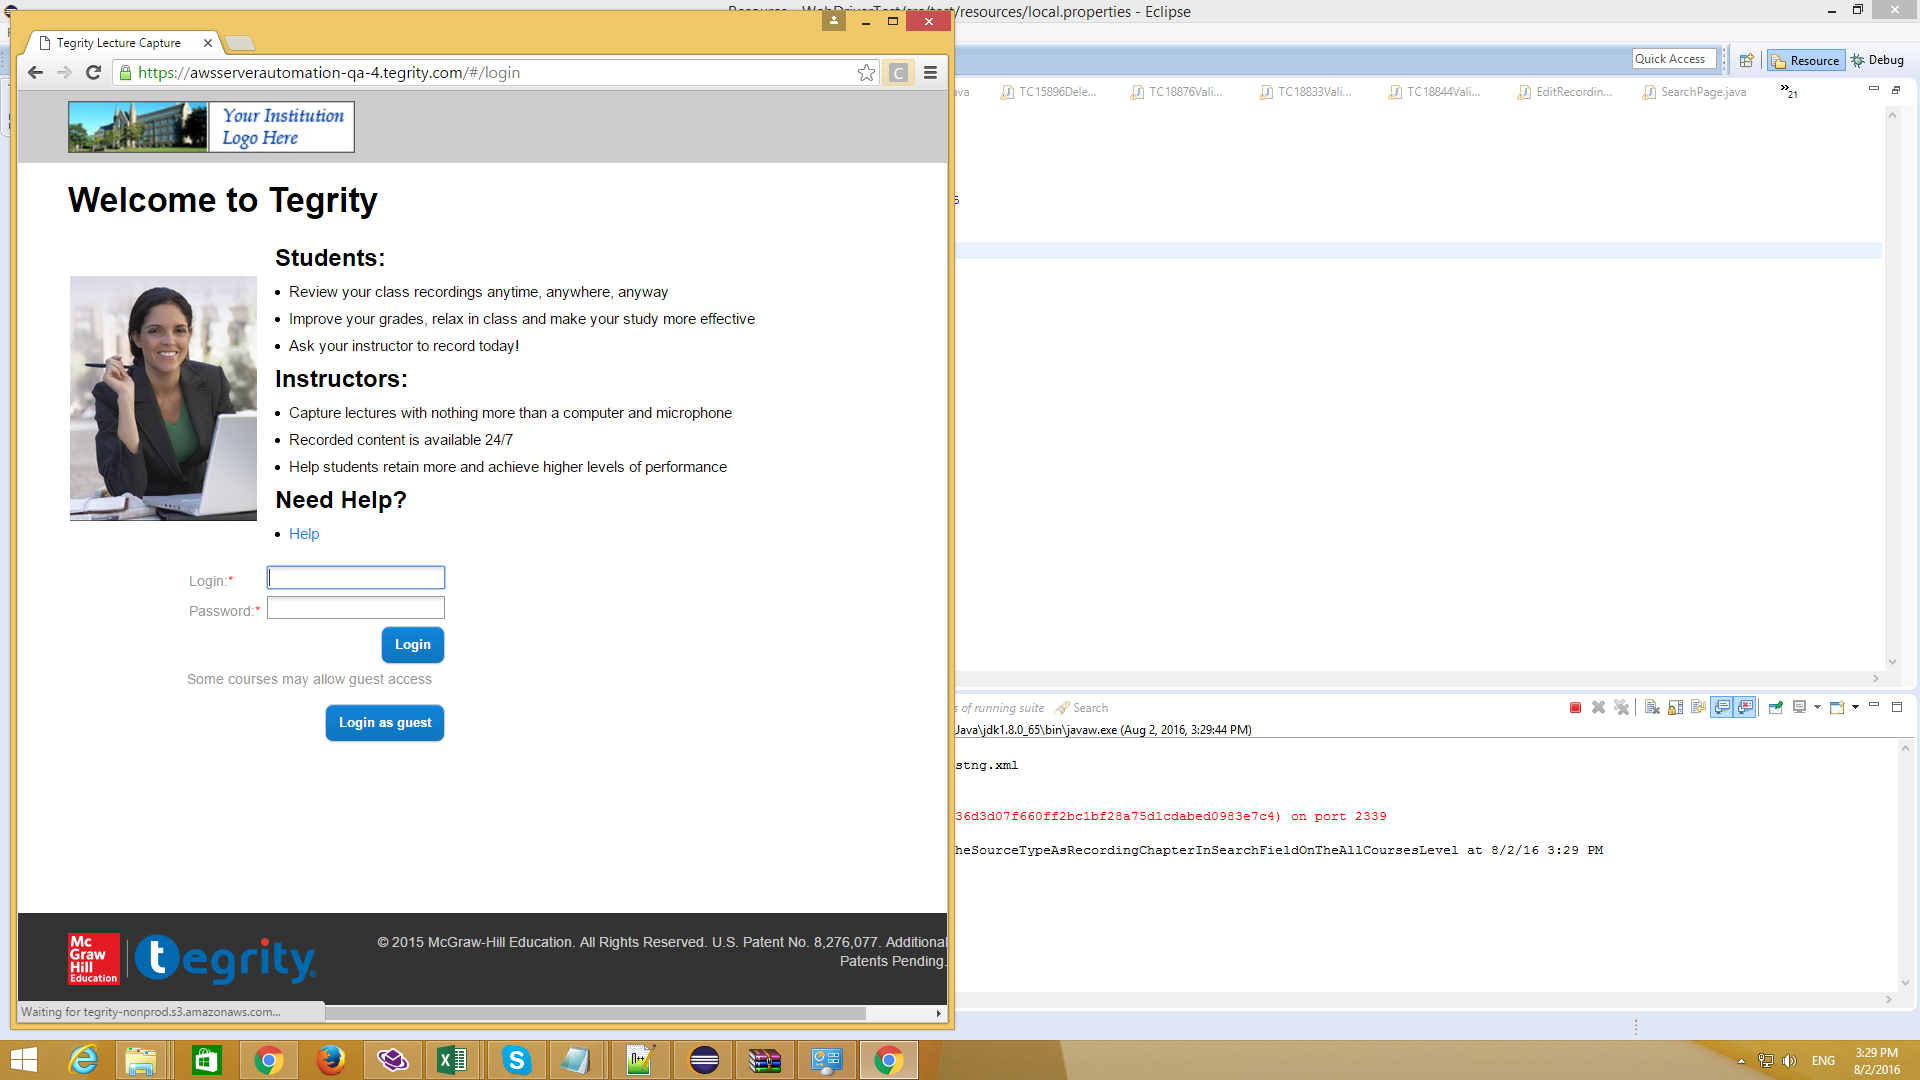 Tegrity Lecture Capture
https://awsserverautomation-qa-4.tegrity.com/#/login
Your Institution
Logo Here
Welcome to Tegrity
Students:
Review your class recordings anytime, anywhere, anyway
Improve your grades, relax in class and make your study more effective
Ask your instructor to record today!
Instructors:
Capture lectures with nothing more than a computer and microphone
Recorded content is available 24/7
Help students retain more and achieve higher levels of performance
Need Help?
Help
Login:*
Password:*
Login
Some courses may allow guest access
Login as guest
Mc
Graw
Hill
Education
tegrity
© 2015 McGraw-Hill Education. All Rights Reserved. U.S. Patent No. 8,276,077. Additional
Patents Pending.
Waiting for tegrity-nonprod.s3.amazonaws.com...
/resources/local.properties - Eclipse
Quick Access
Resource
Debug
ava
TC15896Dele...
TC18876Vali...
TC18833Vali...
TC18844Vali...
EditRecordin...
SearchPage.java
21
s of running suite
Search
Java\jdk1.8.0_65\bin\javaw.exe (Aug 2, 2016, 3:29:44 PM)
stng.xml
36d3d07f660ff2bc1bf28a75d1cdabed0983e7c4) on port 2339
heSourceTypeAsRecordingChapterInSearchFieldOnTheAllCoursesLevel at 8/2/16 3:29 PM
ENG
3:29 PM
8/2/2016